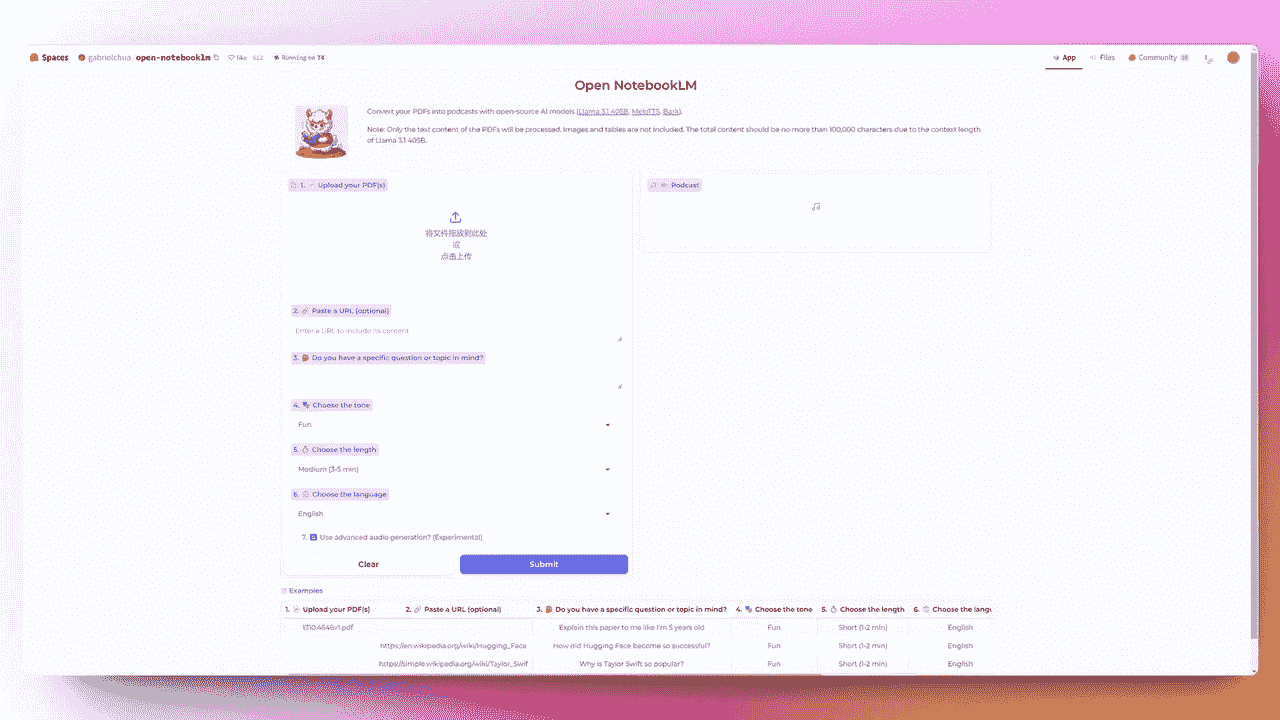 Spaces
gabrielchua/open-notebooklm
like 612
Running on T4
App
Files
Community
Open NotebookLM
Convert your PDFs into podcasts with open-source AI models (Llama 3.1 405B, MeloTTS, Bark).
Note: Only the text content of the PDFs will be processed. Images and tables are not included. The total content should be no more than 100,000 characters due to the context length
of Llama 3.1 405B.
1. Upload your PDF(s)
将文件拖放到此处
- 或 -
点击上传
2. Paste a URL (optional)
Enter a URL to include its content
3. Do you have a specific question or topic in mind?
4. Choose the tone
Fun
5. Choose the length
Medium (3-5 min)
6. Choose the language
English
7. Use advanced audio generation? (Experimental)
Clear
Submit
Podcast
Examples
1. Upload your PDF(s) 2. Paste a URL (optional) 3. Do you have a specific question or topic in mind? 4. Choose the tone 5. Choose the length 6. Choose the langu
1310.4546v1.pdf Explain this paper to me like I'm 5 years old Fun Short (1-2 min) English
https://en.wikipedia.org/wiki/Hugging_Face How did Hugging Face become so successful? Fun Short (1-2 min) English
https://simple.wikipedia.org/wiki/Taylor_Swif Why is Taylor Swift so popular? Fun Short (1-2 min) English